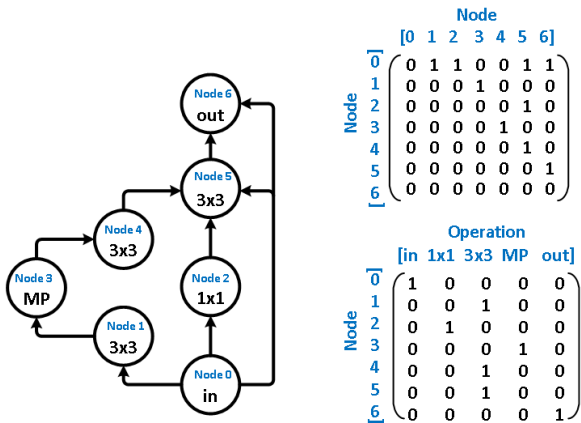 Node 6
out
Node 5
3x3
Node 4
3x3
Node 3
MP
Node 2
1x1
Node 1
3x3
Node 0
in
Node
[0 1 2 3 4 5 6]
Node
[0 1 2 3 4 5 6]
0 1 1 0 0 1 1
0 0 0 1 0 0 0
0 0 0 0 0 1 0
0 0 0 0 1 0 0
0 0 0 0 0 1 0
0 0 0 0 0 0 1
0 0 0 0 0 0 0
Operation
[in 1x1 3x3 MP out]
Node
[0 1 2 3 4 5 6]
1 0 0 0 0
0 0 1 0 0
0 1 0 0 0
0 0 0 1 0
0 0 1 0 0
0 0 1 0 0
0 0 0 0 1